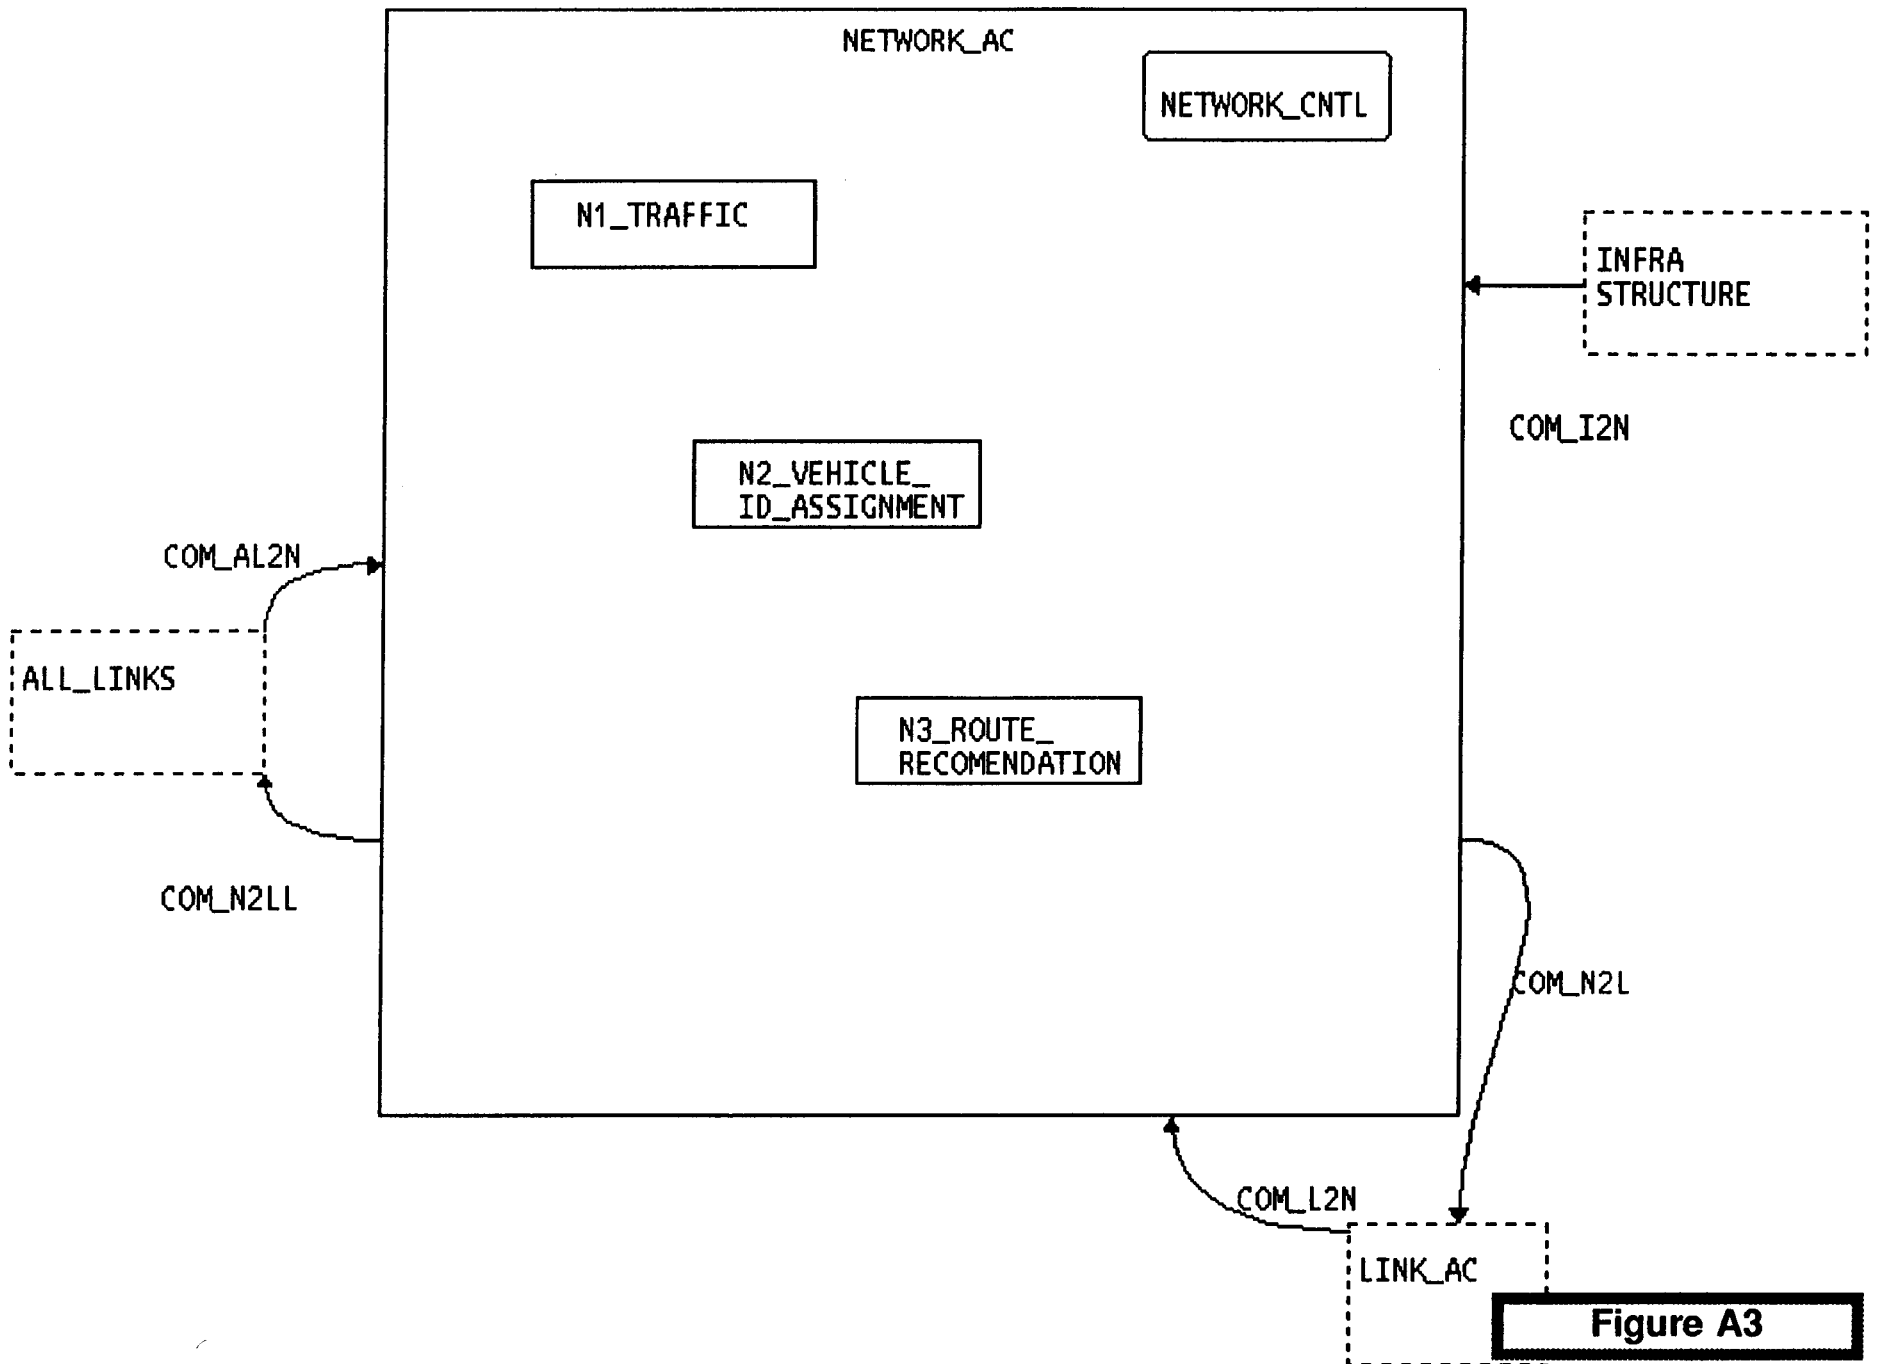 NETWORK_AC
NETWORK_CNTL
N1_TRAFFIC
INFRA
STRUCTURE
COM_I2N
N2_VEHICLE_
ID_ASSIGNMENT
COM_AL2N
ALL_LINKS
N3_ROUTE_
RECOMENDATION
COM_N2LL
COM_N2L
COM_L2N
LINK_AC
Figure A3